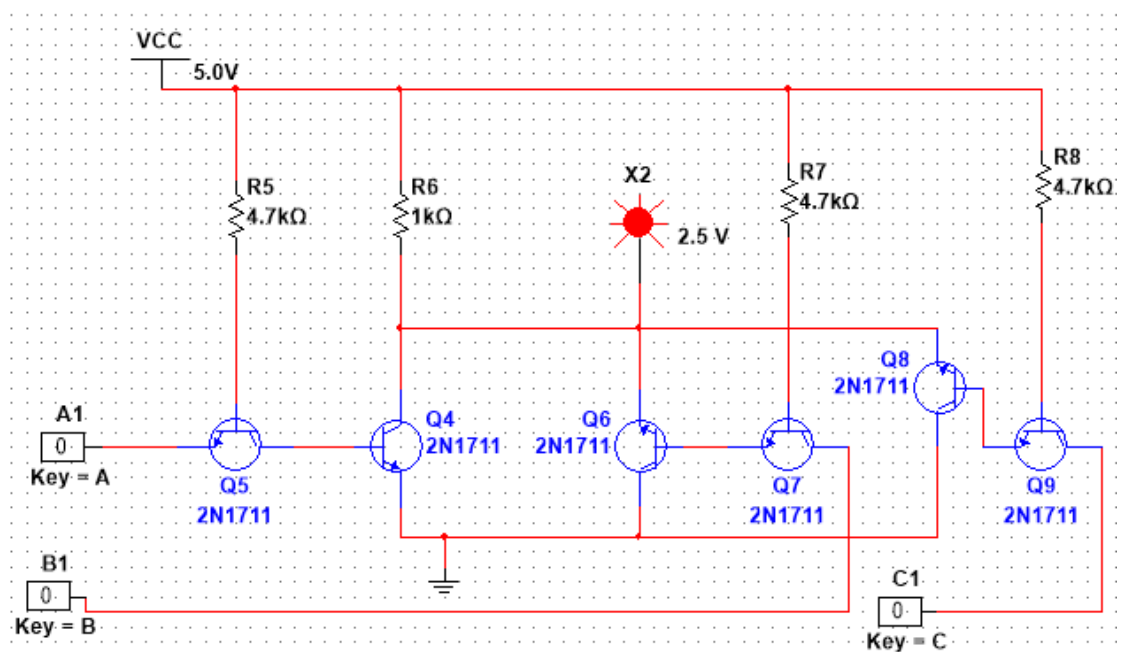 VCC
5.0V
R5
4.7kΩ
R6
1kΩ
X2
2.5 V
R7
4.7kΩ
R8
4.7kΩ
Q8
2N1711
A1
0
Key = A
Q5
2N1711
Q4
2N1711
Q6
2N1711
Q7
2N1711
Q9
2N1711
B1
0
Key = B
C1
0
Key = C